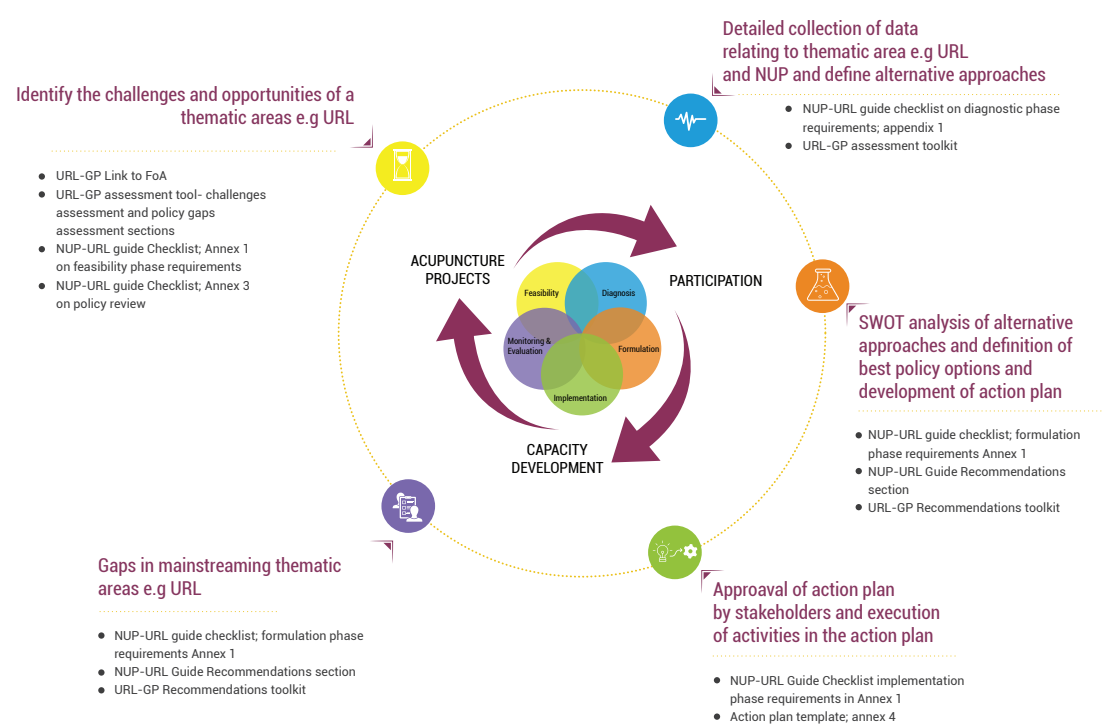 Identify the challenges and opportunities of a
thematic areas e.g URL
● URL-GP Link to FoA
● URL-GP assessment tool- challenges
assessment and policy gaps
assessment sections
● NUP-URL guide Checklist; Annex 1
on feasibility phase requirements
● NUP-URL guide Checklist; Annex 3
on policy review
Detailed collection of data
relating to thematic area e.g URL
and NUP and define alternative approaches
● NUP-URL guide checklist on diagnostic phase
requirements; appendix 1
● URL-GP assessment toolkit
SWOT analysis of alternative
approaches and definition of
best policy options and
development of action plan
● NUP-URL guide checklist; formulation
phase requirements Annex 1
● NUP-URL Guide Recommendations
section
● URL-GP Recommendations toolkit
Approaval of action plan
by stakeholders and execution
of activities in the action plan
● NUP-URL Guide Checklist implementation
phase requirements in Annex 1
● Action plan template; annex 4
Gaps in mainstreaming thematic
areas e.g URL
● NUP-URL guide checklist; formulation phase
requirements Annex 1
● NUP-URL Guide Recommendations section
● URL-GP Recommendations toolkit
ACUPUNCTURE
PROJECTS
PARTICIPATION
CAPACITY
DEVELOPMENT
Feasibility
Diagnosis
Monitoring &
Evaluation
Formulation
Implementation